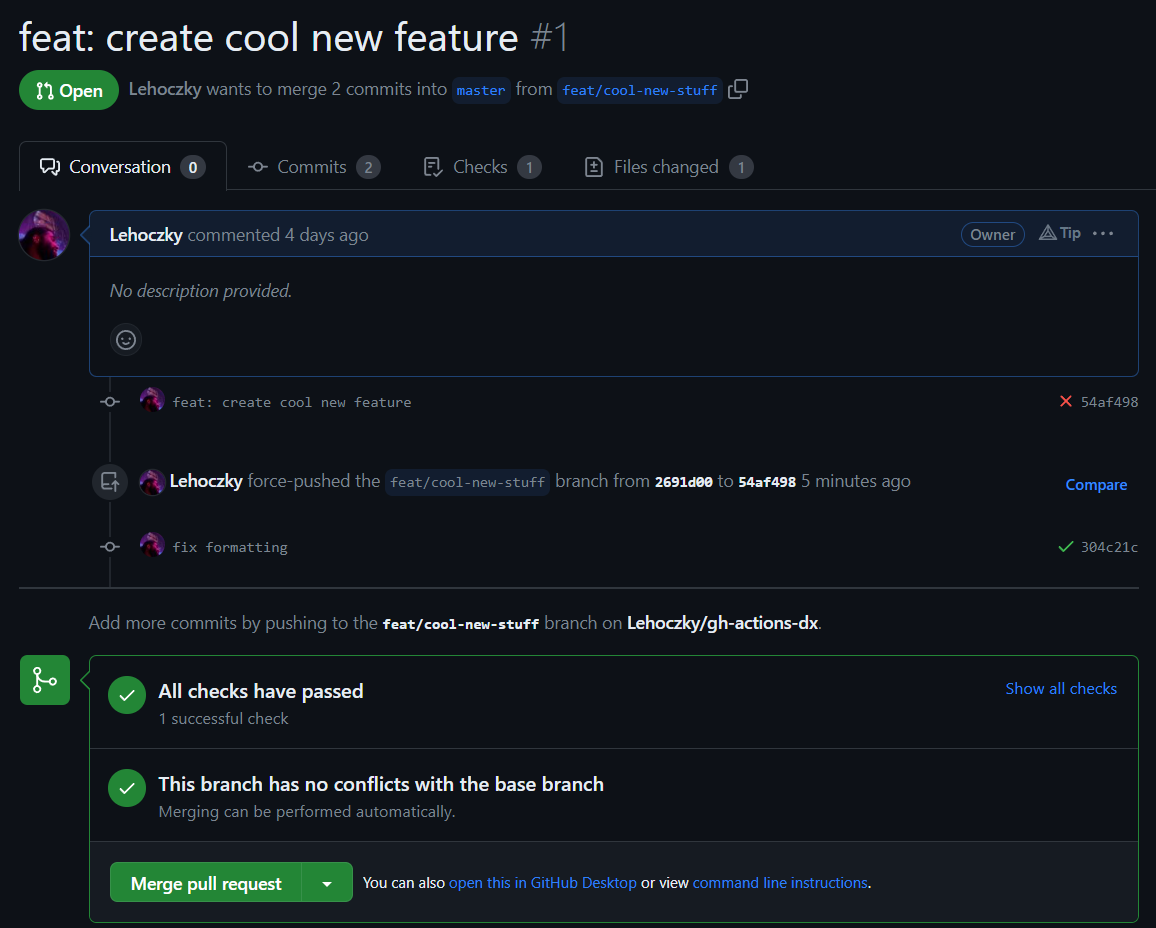 feat: create cool new feature #1
Open Lehoczky wants to merge 2 commits into master from feat/cool-new-stuff
Conversation 0 Commits 2 Checks 1 Files changed 1
Lehoczky commented 4 days ago Owner Tip
No description provided.
feat: create cool new feature 54af498
Lehoczky force-pushed the feat/cool-new-stuff branch from 2691d00 to 54af498 5 minutes ago Compare
fix formatting 304c21c
Add more commits by pushing to the feat/cool-new-stuff branch on Lehoczky/gh-actions-dx.
All checks have passed Show all checks
1 successful check
This branch has no conflicts with the base branch
Merging can be performed automatically.
Merge pull request You can also open this in GitHub Desktop or view command line instructions.